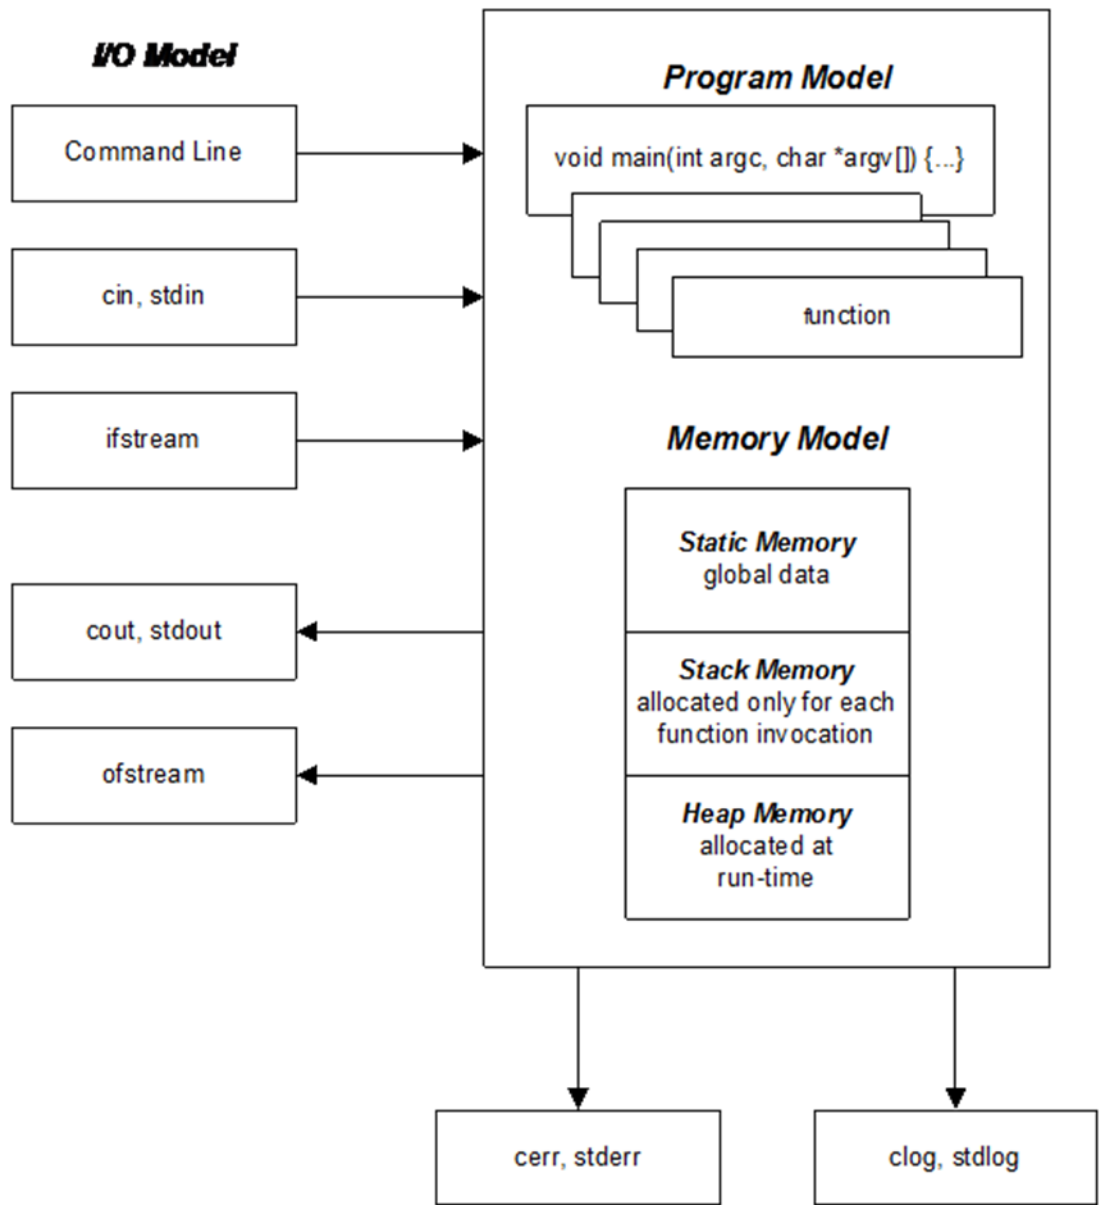 I/O Model
Program Model
Command Line
void main(int argc, char *argv[]) {...}
cin, stdin
function
ifstream
Memory Model
Static Memory
global data
cout, stdout
Stack Memory
allocated only for each
function invocation
ofstream
Heap Memory
allocated at
run-time
cerr, stderr
clog, stdlog